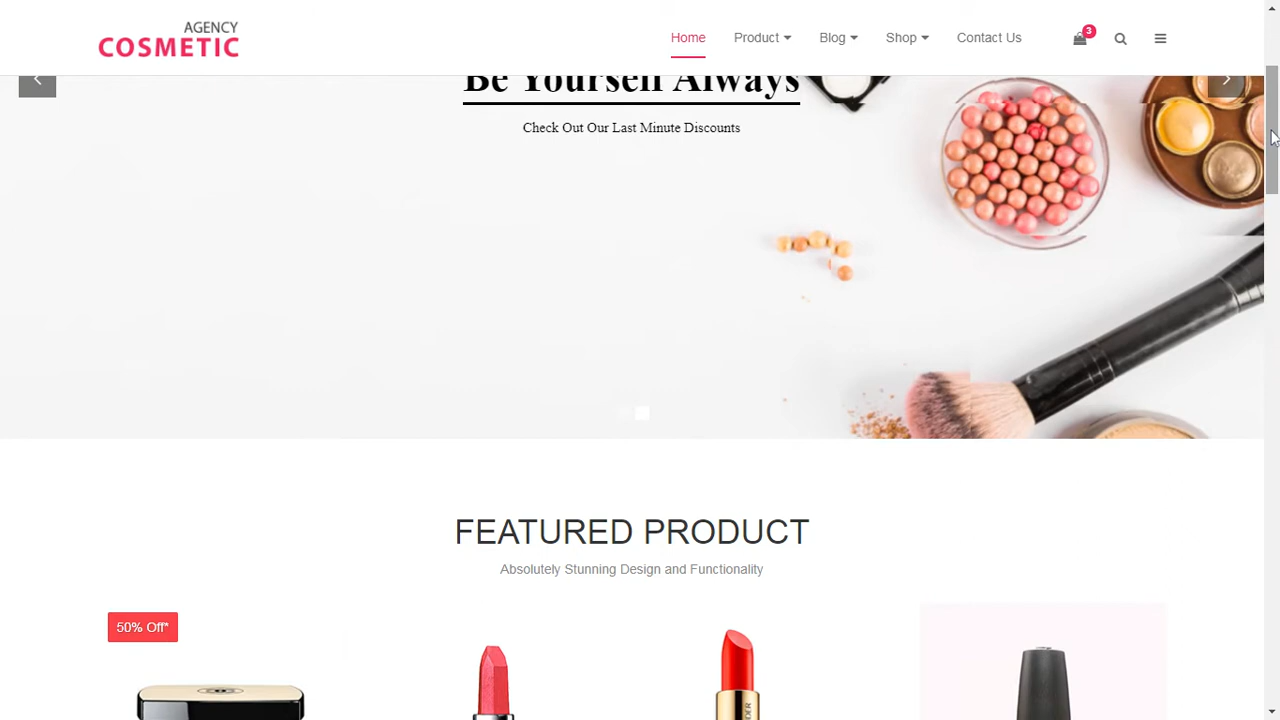 AGENCY
COSMETIC
Home Product Blog Shop Contact Us 3
Be Yourself Always
Check Out Our Last Minute Discounts
FEATURED PRODUCT
Absolutely Stunning Design and Functionality
50% Off*